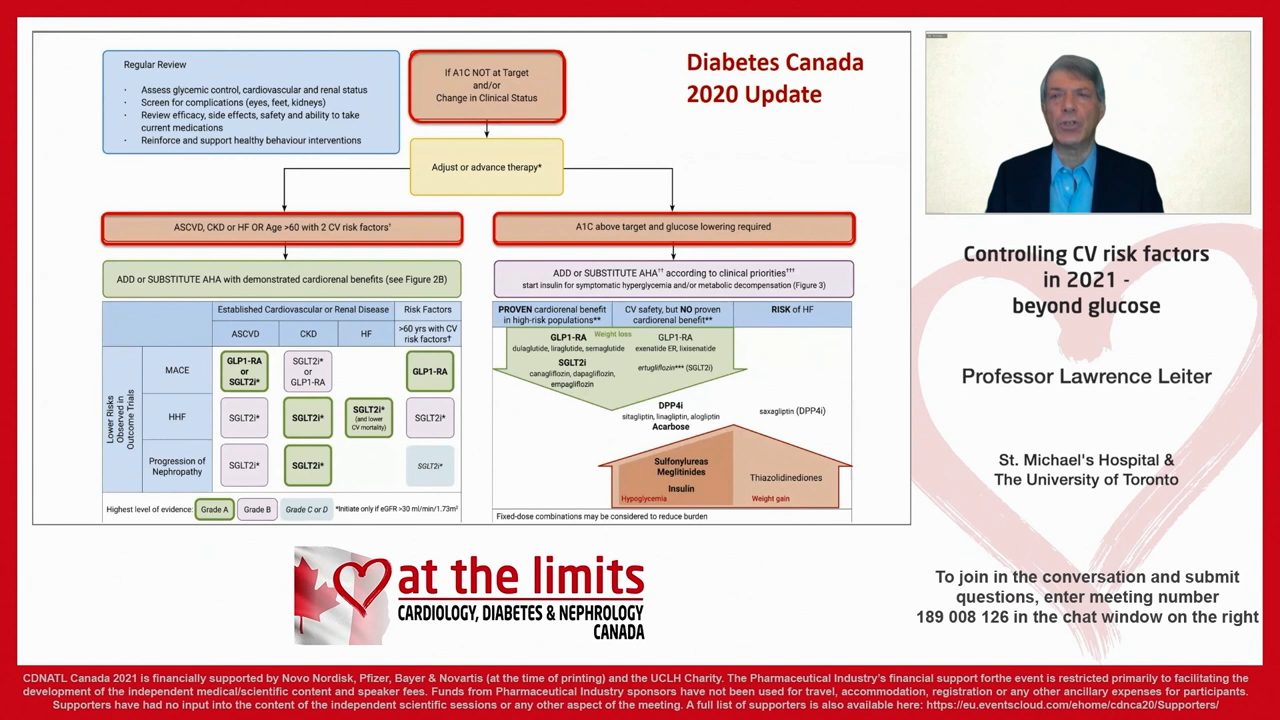 Regular Review
· Assess glycemic control, cardiovascular and renal status
· Screen for complications (eyes, feet, kidneys)
· Review efficacy, side effects, safety and ability to take
current medications
· Reinforce and support healthy behaviour interventions
If A1C NOT at Target
and/or
Change in Clinical Status
Diabetes Canada
2020 Update
Adjust or advance therapy*
ASCVD, CKD or HF OR Age >60 with 2 CV risk factors†
A1C above target and glucose lowering required
ADD or SUBSTITUTE AHA with demonstrated cardiorenal benefits (see Figure 2B)
ADD or SUBSTITUTE AHA†† according to clinical priorities†††
start insulin for symptomatic hyperglycemia and/or metabolic decompensation (Figure 3)
Established Cardiovascular or Renal Disease
Risk Factors
ASCVD
CKD
HF
>60 yrs with CV
risk factors†
Lower Risks
Observed in
Outcome Trials
MACE
GLP1-RA
or
SGLT2i*
SGLT2i*
or
GLP1-RA
GLP1-RA
HHF
SGLT2i*
SGLT2i*
SGLT2i*
(and lower
CV mortality)
SGLT2i*
Progression of
Nephropathy
SGLT2i*
SGLT2i*
SGLT2i*
Highest level of evidence: Grade A Grade B Grade C or D *Initiate only if eGFR >30 ml/min/1.73m²
PROVEN cardiorenal benefit
in high-risk populations**
CV safety, but NO proven
cardiorenal benefit**
RISK of HF
Weight loss
GLP1-RA
dulaglutide, liraglutide, semaglutide
SGLT2i
canagliflozin, dapagliflozin,
empagliflozin
GLP1-RA
exenatide ER, lixisenatide
ertugliflozin*** (SGLT2i)
DPP4i
sitagliptin, linagliptin, alogliptin
Acarbose
saxagliptin (DPP4i)
Sulfonylureas
Meglitinides
Insulin
Hypoglycemia
Thiazolidinediones
Weight gain
Fixed-dose combinations may be considered to reduce burden
Controlling CV risk factors
in 2021 -
beyond glucose
Professor Lawrence Leiter
St. Michael's Hospital &
The University of Toronto
To join in the conversation and submit
questions, enter meeting number
189 008 126 in the chat window on the right
at the limits
CARDIOLOGY, DIABETES & NEPHROLOGY
CANADA
CDNATL Canada 2021 is financially supported by Novo Nordisk, Pfizer, Bayer & Novartis (at the time of printing) and the UCLH Charity. The Pharmaceutical Industry's financial support forthe event is restricted primarily to facilitating the
development of the independent medical/scientific content and speaker fees. Funds from Pharmaceutical Industry sponsors have not been used for travel, accommodation, registration or any other ancillary expenses for participants.
Supporters have had no input into the content of the independent scientific sessions or any other aspect of the meeting. A full list of supporters is also available here: https://eu.eventscloud.com/ehome/cdnca20/Supporters/